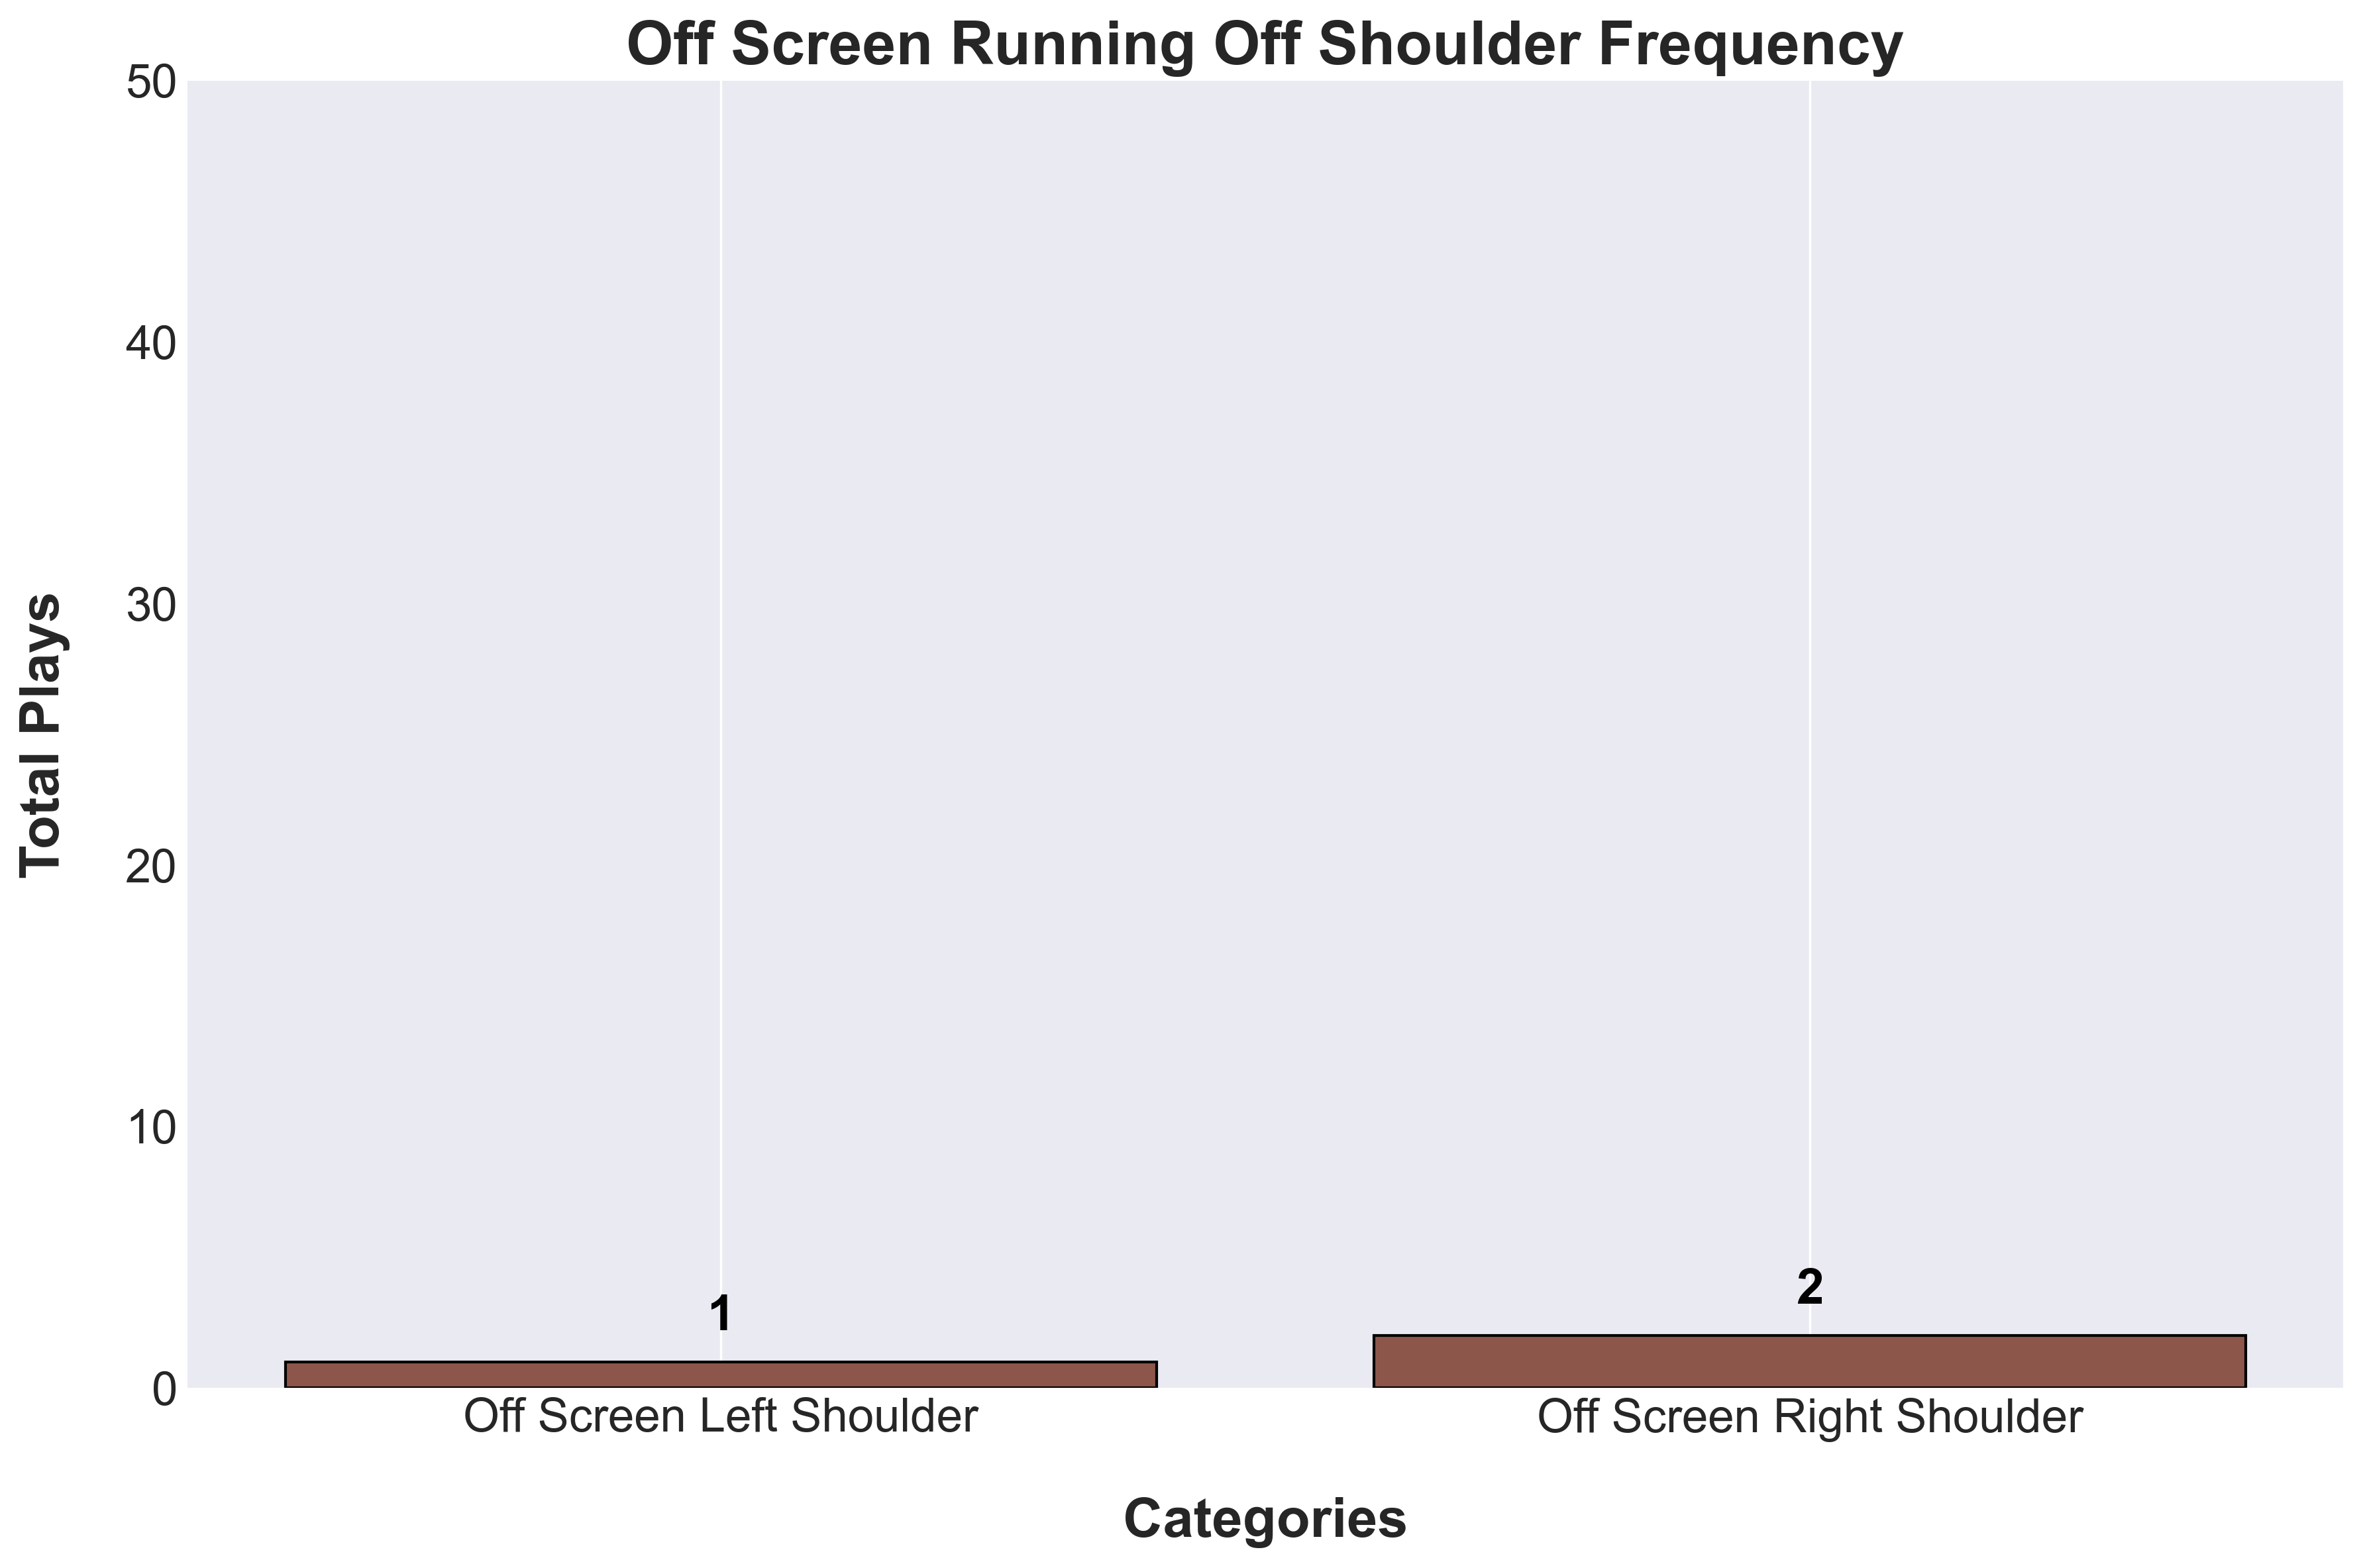 Off Screen Running Off Shoulder Frequency
50
40
30
20
10
0
Total Plays
1
2
Off Screen Left Shoulder
Off Screen Right Shoulder
Categories